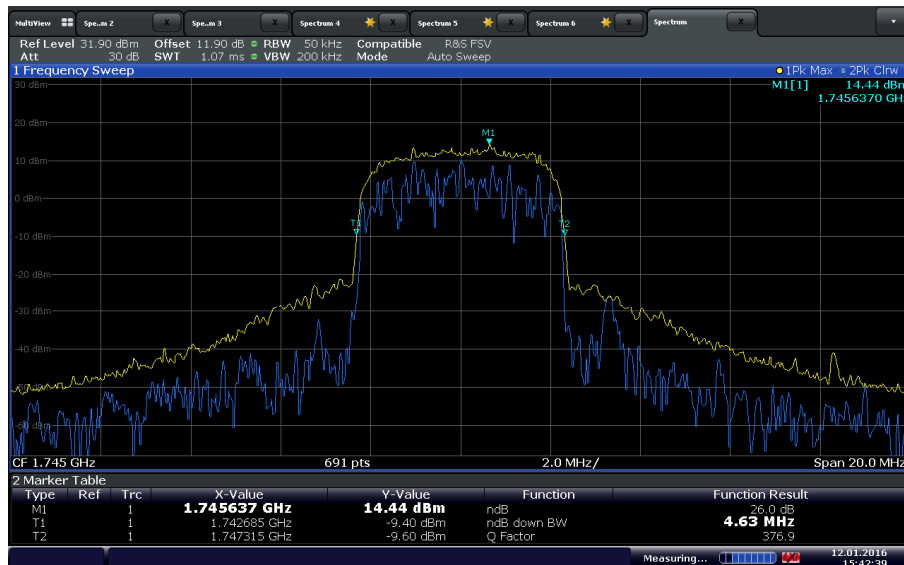 MultiView Spe...m 2 X Spe...m 3 X Spectrum 4 X Spectrum 5 X Spectrum 6 X Spectrum X
Ref Level 31.90 dBm Offset 11.90 dB RBW 50 kHz Compatible R&S FSV
Att 30 dB SWT 1.07 ms VBW 200 kHz Mode Auto Sweep
1 Frequency Sweep 1Pk Max 2Pk Clrw
30 dBm M1[1] 14.44 dBm
1.7456370 GHz
20 dBm
M1
10 dBm
0 dBm
T1 T2
-10 dBm
-20 dBm
-30 dBm
-40 dBm
-60 dBm
CF 1.745 GHz 691 pts 2.0 MHz/ Span 20.0 MHz
2 Marker Table
Type Ref Trc X-Value Y-Value Function Function Result
M1 1 1.745637 GHz 14.44 dBm ndB 26.0 dB
T1 1 1.742685 GHz -9.40 dBm ndB down BW 4.63 MHz
T2 1 1.747315 GHz -9.60 dBm Q Factor 376.9
Measuring... 12.01.2016
15:42:39